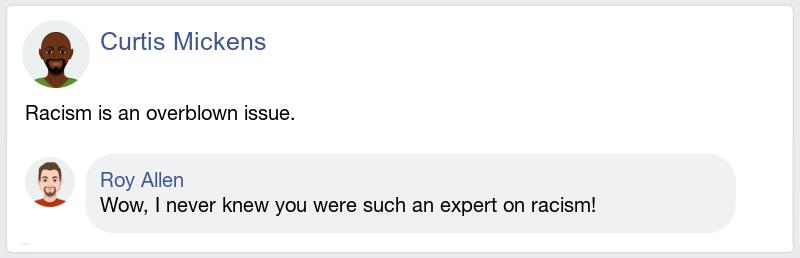 Curtis Mickens
Racism is an overblown issue.
Roy Allen
Wow, I never knew you were such an expert on racism!